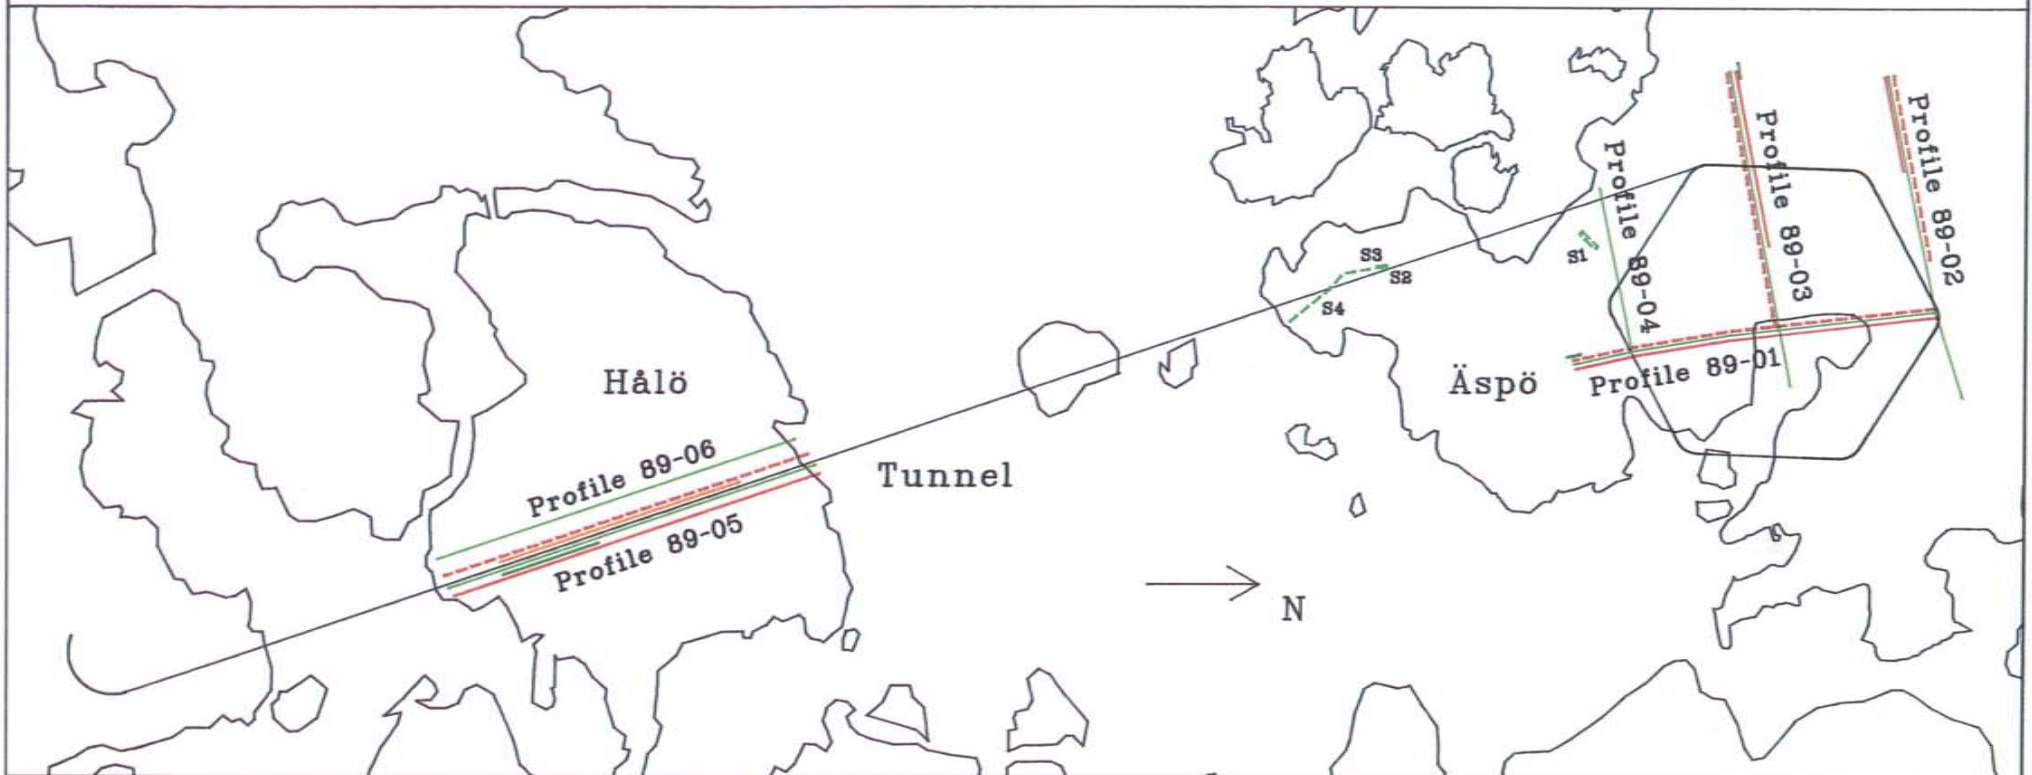 Profile 89-02
Profile 89-03
Profile 89-04
S1
S3
S2
S4
Hålö
Äspö
Profile 89-01
Profile 89-06
Tunnel
Profile 89-05
N